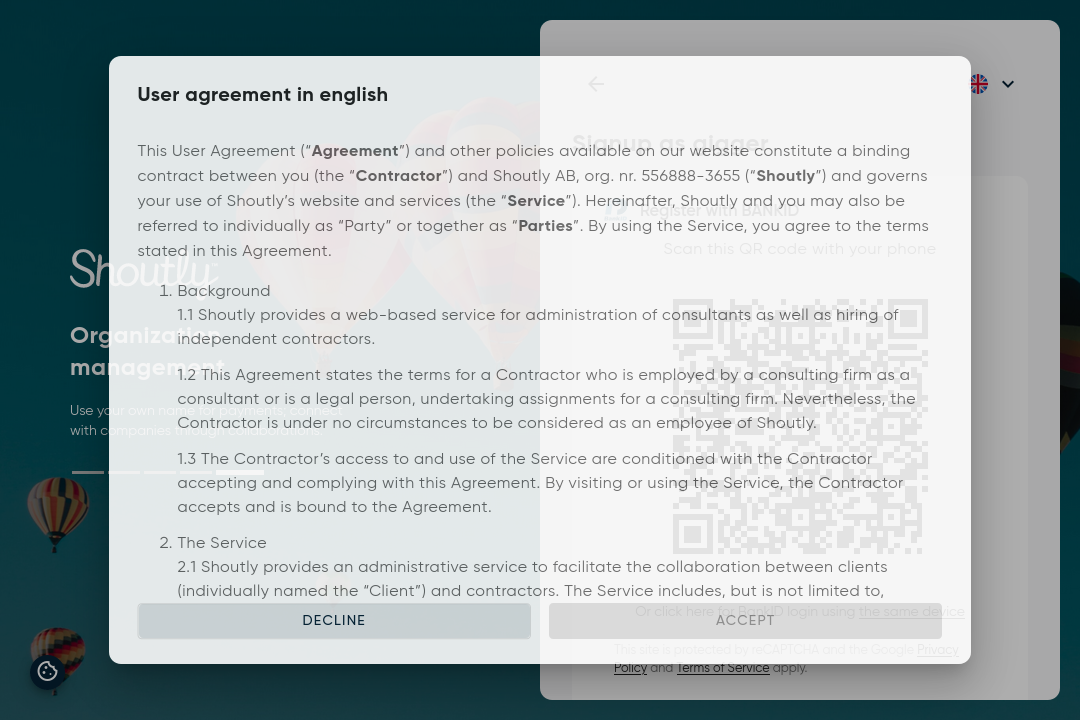 User agreement in english
This User Agreement (“Agreement”) and other policies available on our website constitute a binding
contract between you (the “Contractor”) and Shoutly AB, org. nr. 556888-3655 (“Shoutly”) and governs
your use of Shoutly’s website and services (the “Service”). Hereinafter, Shoutly and you may also be
referred to individually as “Party” or together as “Parties”. By using the Service, you agree to the terms
stated in this Agreement.
1. Background
1.1 Shoutly provides a web-based service for administration of consultants as well as hiring of
independent contractors.
1.2 This Agreement states the terms for a Contractor who is employed by a consulting firm as a
consultant or is a legal person, undertaking assignments for a consulting firm. Nevertheless, the
Contractor is under no circumstances to be considered as an employee of Shoutly.
1.3 The Contractor’s access to and use of the Service are conditioned with the Contractor
accepting and complying with this Agreement. By visiting or using the Service, the Contractor
accepts and is bound to the Agreement.
2. The Service
2.1 Shoutly provides an administrative service to facilitate the collaboration between clients
(individually named the “Client”) and contractors. The Service includes, but is not limited to,
DECLINE
ACCEPT
Shoutly
Organization
management
Use your own name for payments, connect
with companies through collaborations.
Signup as gigger
Register with BANKID
Scan this QR code with your phone
Or click here for BankID login using the same device
This site is protected by reCAPTCHA and the Google Privacy
Policy and Terms of Service apply.